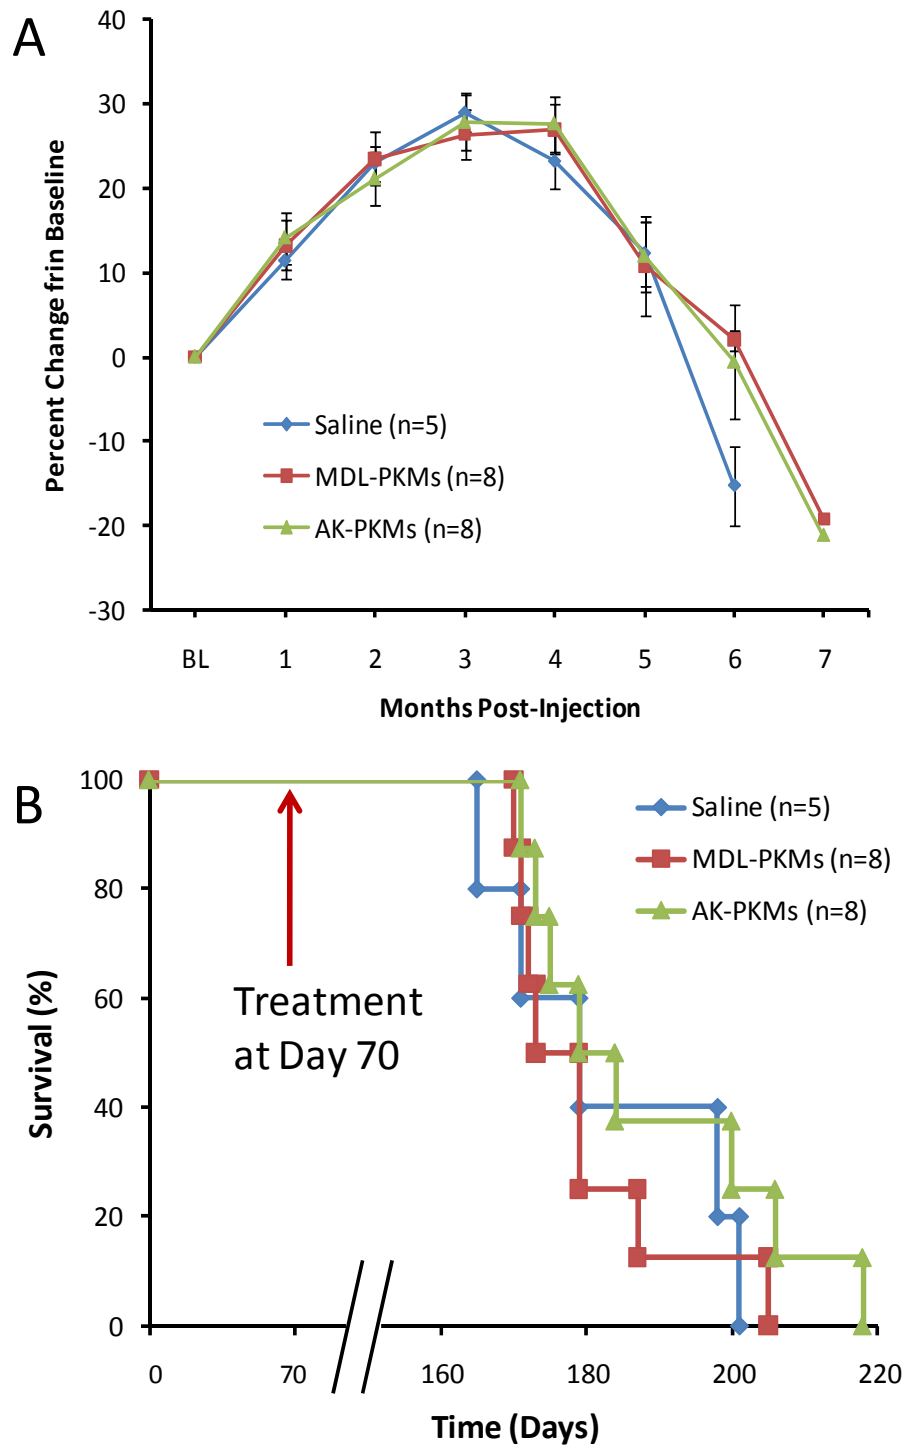 A
40
30
20
10
0
-10
-20
-30
Percent Change frin Baseline
Saline (n=5)
MDL-PKMs (n=8)
AK-PKMs (n=8)
BL 1 2 3 4 5 6 7
Months Post-Injection
B
100
80
60
40
20
0
Survival (%)
Saline (n=5)
MDL-PKMs (n=8)
AK-PKMs (n=8)
Treatment
at Day 70
0 70 160 180 200 220
Time (Days)